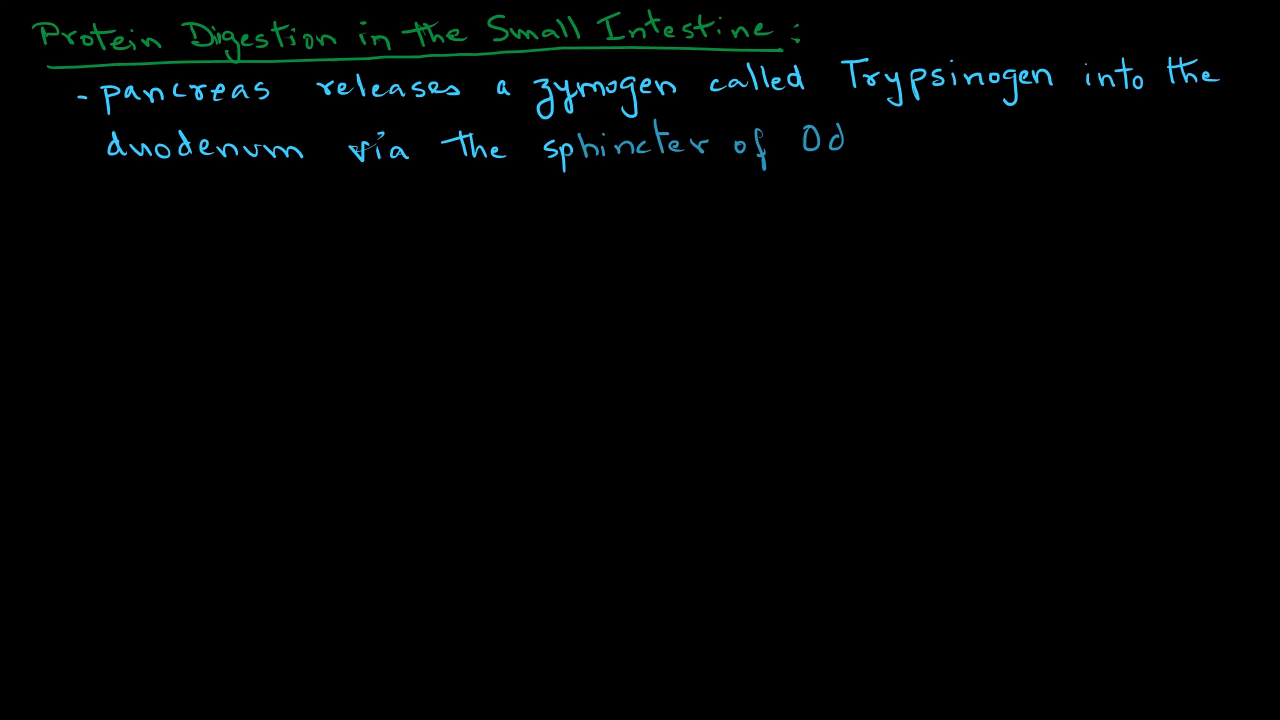 Protein Digestion in the Small Intestine :
- pancreas releases a zymogen called Trypsinogen into the
duodenum via the sphincter of Od